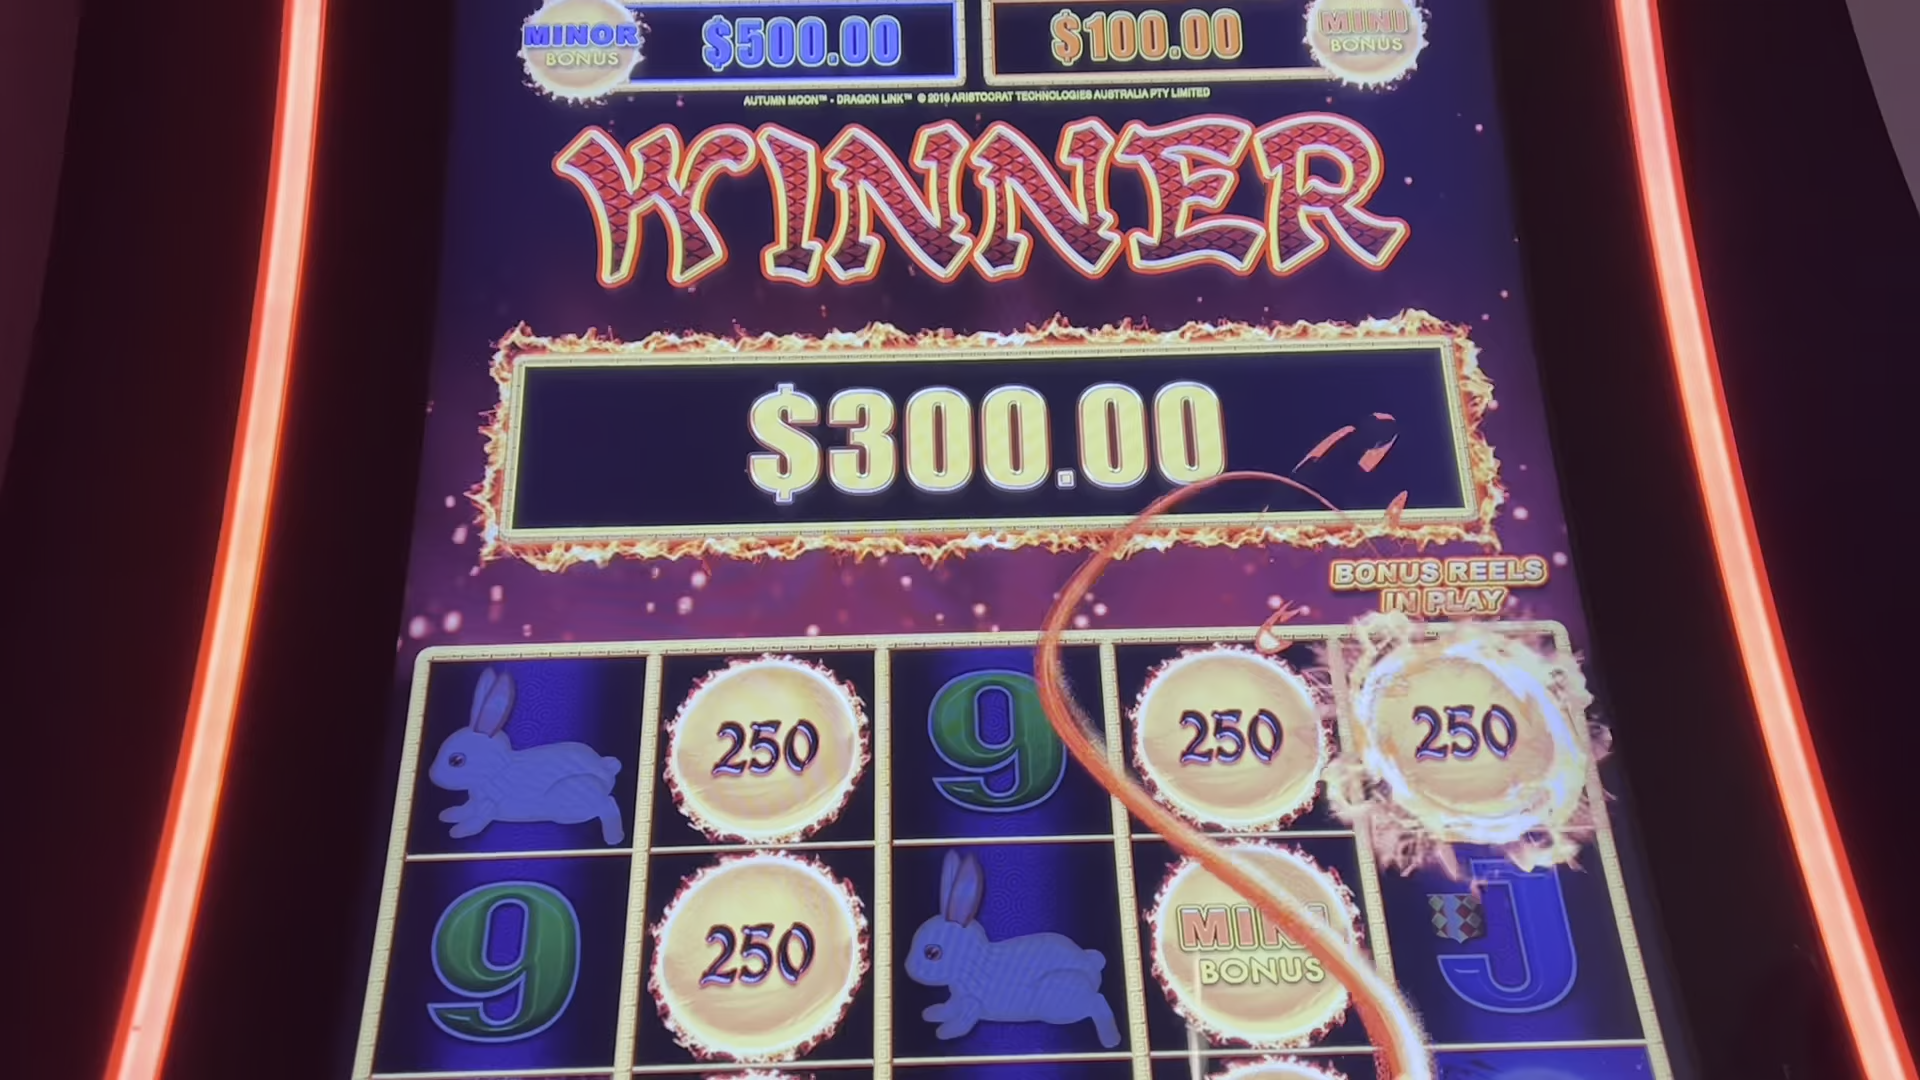 MINOR
BONUS
$500.00
$100.00
MINI
BONUS
AUTUMN MOON™ - DRAGON LINK™ © 2016 ARISTOCRAT TECHNOLOGIES AUSTRALIA PTY LIMITED
WINNER
$300.00
BONUS REELS
IN PLAY
250
9
250
250
9
250
MINI
BONUS
J